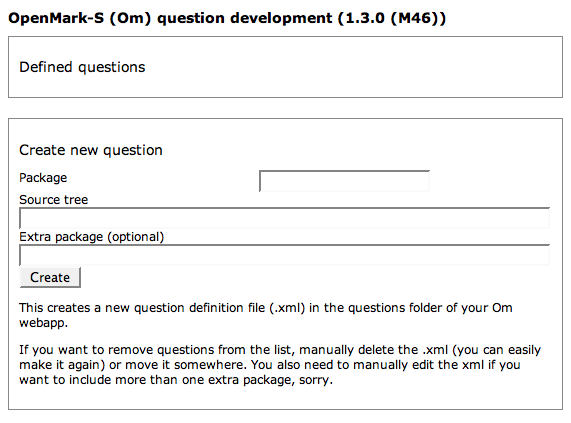 OpenMark-S (Om) question development (1.3.0 (M46))
Defined questions
Create new question
Package
Source tree
Extra package (optional)
Create
This creates a new question definition file (.xml) in the questions folder of your Om
webapp.
If you want to remove questions from the list, manually delete the .xml (you can easily
make it again) or move it somewhere. You also need to manually edit the xml if you
want to include more than one extra package, sorry.